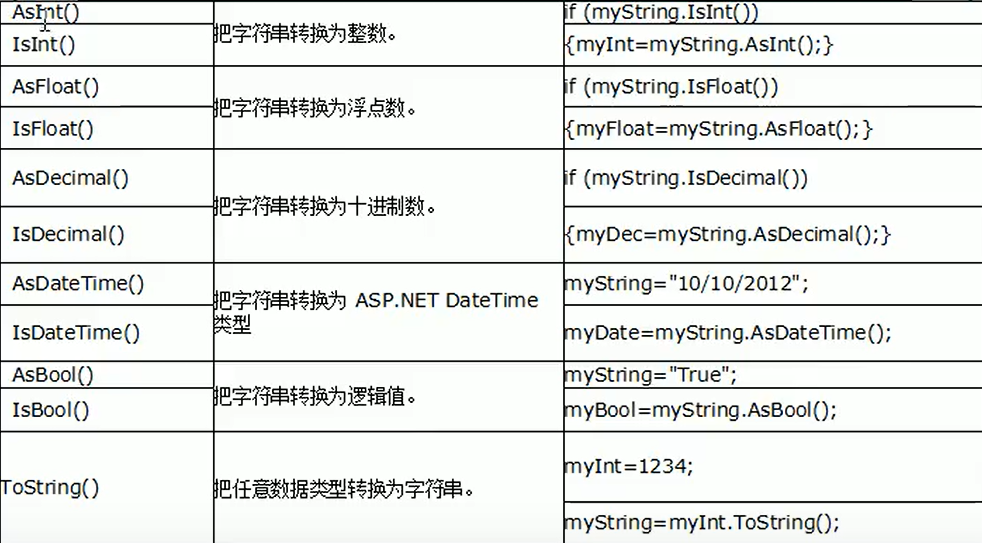 AsInt()
IsInt()
把字符串转换为整数。
if (myString.IsInt())
{myInt=myString.AsInt();}
AsFloat()
IsFloat()
把字符串转换为浮点数。
if (myString.IsFloat())
{myFloat=myString.AsFloat();}
AsDecimal()
IsDecimal()
把字符串转换为十进制数。
if (myString.IsDecimal())
{myDec=myString.AsDecimal();}
AsDateTime()
IsDateTime()
把字符串转换为 ASP.NET DateTime
类型
myString="10/10/2012";
myDate=myString.AsDateTime();
AsBool()
IsBool()
把字符串转换为逻辑值。
myString="True";
myBool=myString.AsBool();
ToString()
把任意数据类型转换为字符串。
myInt=1234;
myString=myInt.ToString();